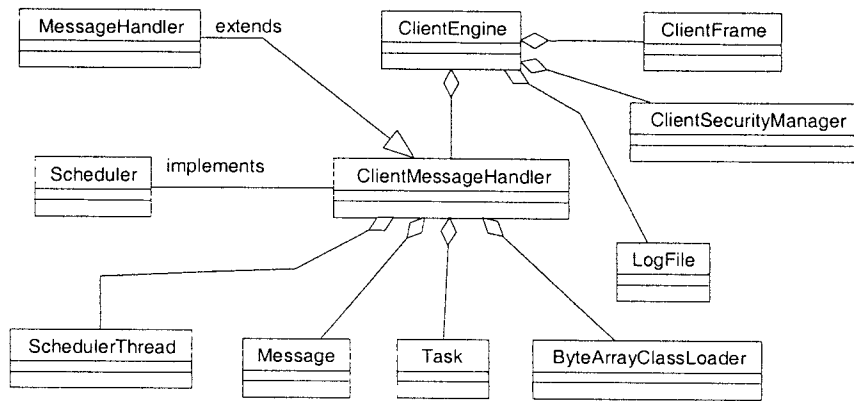 MessageHandler
extends
ClientEngine
ClientFrame
ClientSecurityManager
Scheduler
implements
ClientMessageHandler
LogFile
SchedulerThread
Message
Task
ByteArrayClassLoader